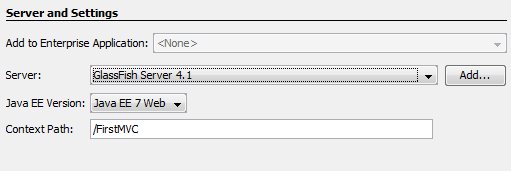 Server and Settings
Add to Enterprise Application: <None>
Server: GlassFish Server 4.1 Add...
Java EE Version: Java EE 7 Web
Context Path: /FirstMVC